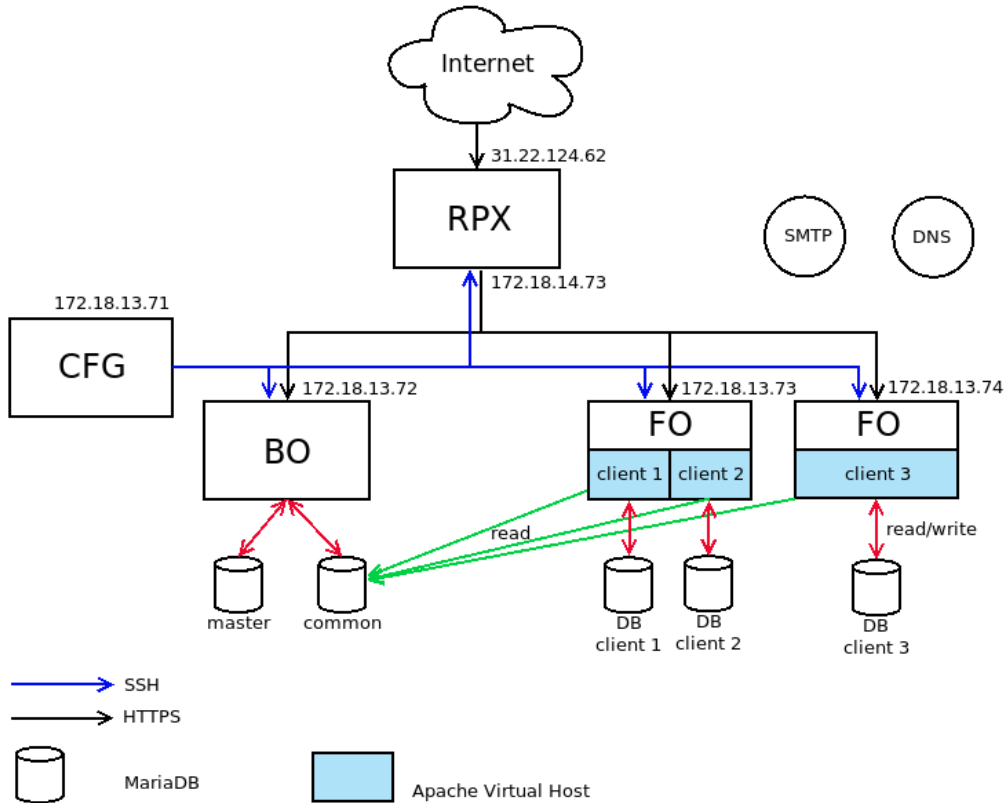 Internet
31.22.124.62
RPX
SMTP
DNS
172.18.14.73
172.18.13.71
CFG
172.18.13.72
172.18.13.73
172.18.13.74
BO
FO
FO
client 1
client 2
client 3
read
read/write
master
common
DB
client 1
DB
client 2
DB
client 3
SSH
HTTPS
MariaDB
Apache Virtual Host